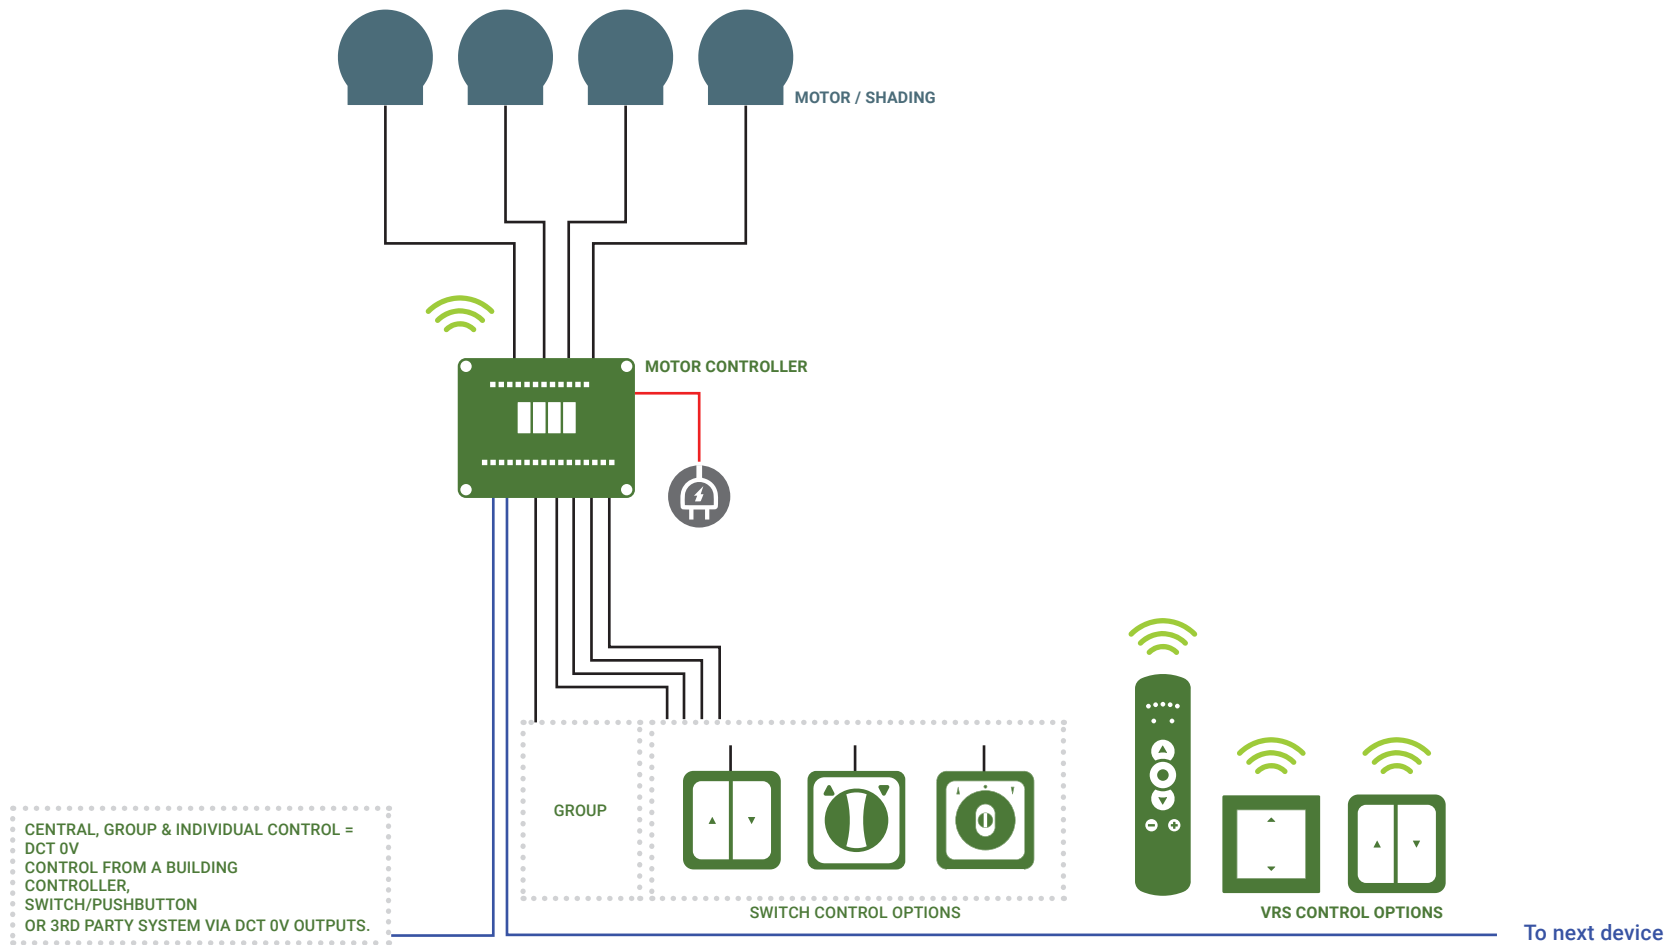 MOTOR / SHADING
MOTOR CONTROLLER
GROUP
CENTRAL, GROUP & INDIVIDUAL CONTROL =
DCT 0V
CONTROL FROM A BUILDING
CONTROLLER,
SWITCH/PUSHBUTTON
OR 3RD PARTY SYSTEM VIA DCT 0V OUTPUTS.
SWITCH CONTROL OPTIONS
VRS CONTROL OPTIONS
To next device